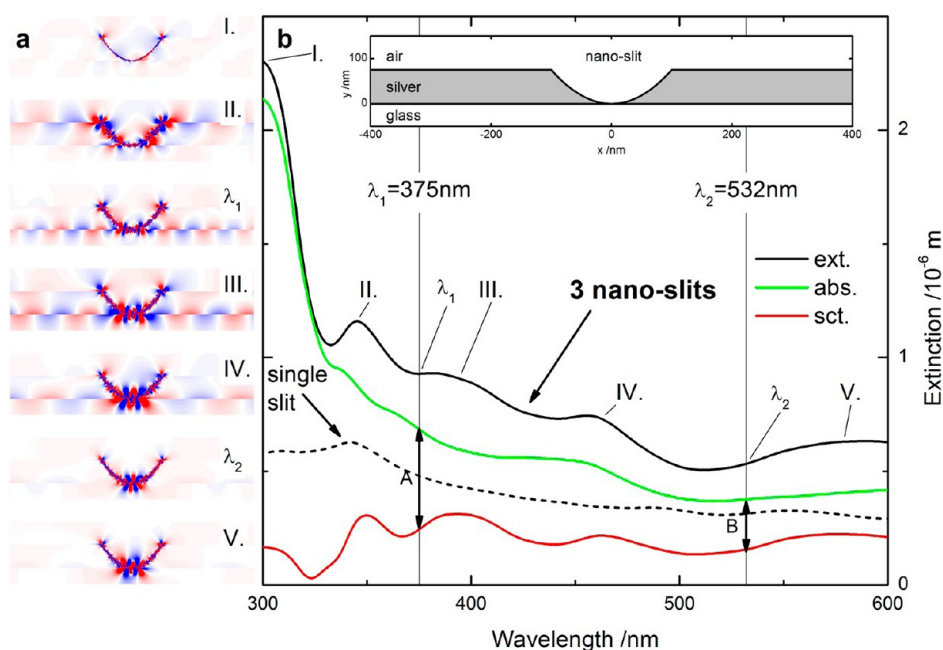 a
I.
II.
λ1
III.
IV.
λ2
V.
b
I.
air
nano-slit
silver
glass
y /nm
100
0
-400
-200
0
200
400
x /nm
λ1=375nm
λ2=532nm
ext.
abs.
sct.
II.
λ1
III.
3 nano-slits
single
slit
IV.
λ2
V.
A
B
2
1
0
Extinction /10-6 m
300
400
500
600
Wavelength /nm